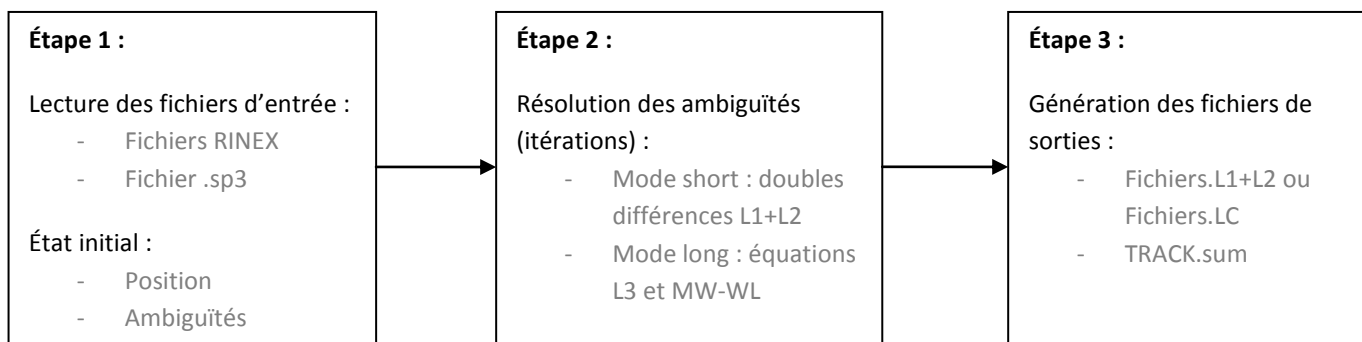 Étape 1 :
Lecture des fichiers d'entrée :
- Fichiers RINEX
- Fichier .sp3
État initial :
- Position
- Ambiguïtés
Étape 2 :
Résolution des ambiguïtés
(itérations) :
- Mode short : doubles
différences L1+L2
- Mode long : équations
L3 et MW-WL
Étape 3 :
Génération des fichiers de
sorties :
- Fichiers.L1+L2 ou
Fichiers.LC
- TRACK.sum